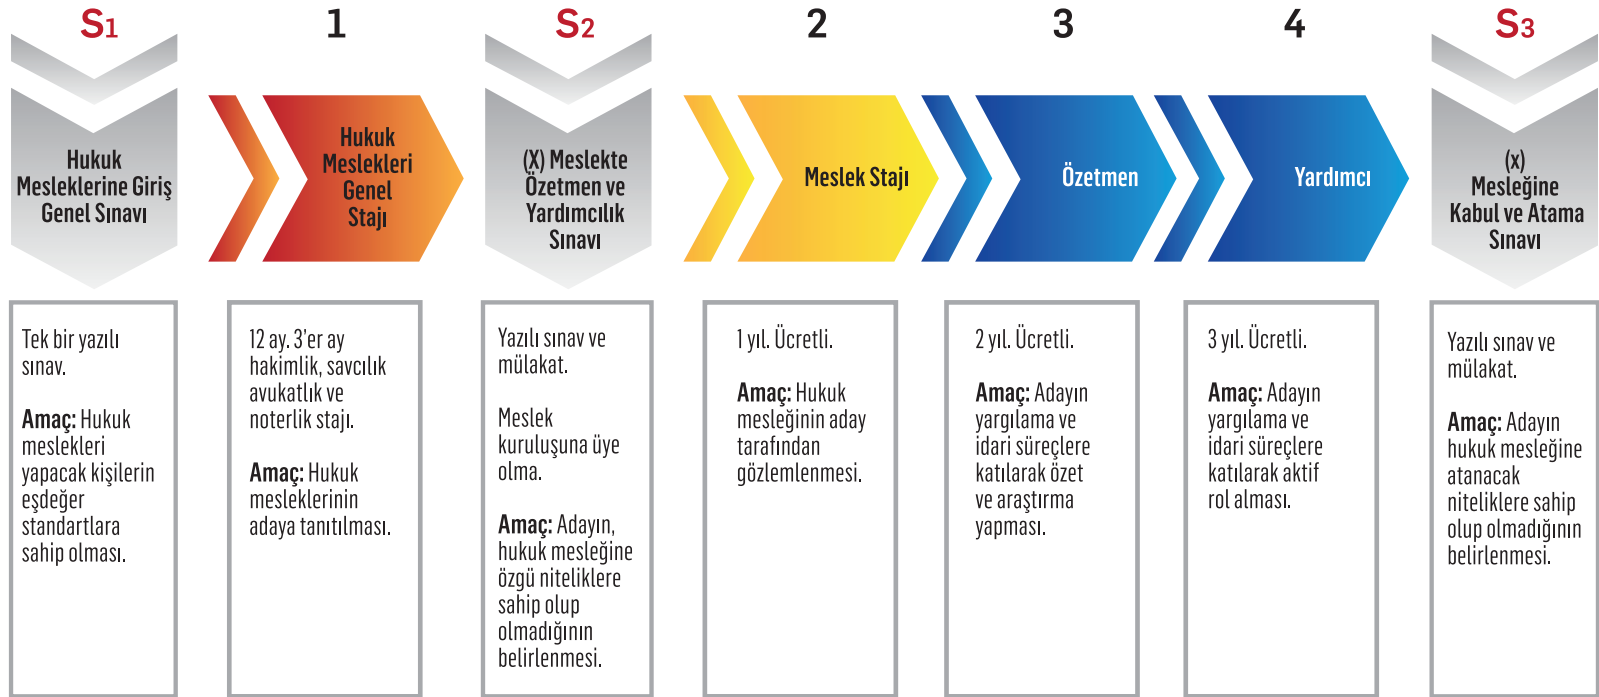 S1
Hukuk
Mesleklerine Giriş
Genel Sınavı
Tek bir yazılı
sınav.
Amaç: Hukuk
meslekleri
yapacak kişilerin
eşdeğer
standartlara
sahip olması.
1
Hukuk
Meslekleri
Genel
Stajı
12 ay. 3’er ay
hakimlik, savcılık
avukatlık ve
noterlik stajı.
Amaç: Hukuk
mesleklerinin
adaya tanıtılması.
S2
(X) Meslekte
Özetmen ve
Yardımcılık
Sınavı
Yazılı sınav ve
mülakat.
Meslek
kuruluşuna üye
olma.
Amaç: Adayın,
hukuk mesleğine
özgü niteliklere
sahip olup
olmadığının
belirlenmesi.
2
Meslek Stajı
1 yıl. Ücretli.
Amaç: Hukuk
mesleğinin aday
tarafından
gözlemlenmesi.
3
Özetmen
2 yıl. Ücretli.
Amaç: Adayın
yargılama ve
idari süreçlere
katılarak özet
ve araştırma
yapması.
4
Yardımcı
3 yıl. Ücretli.
Amaç: Adayın
yargılama ve
idari süreçlere
katılarak aktif
rol alması.
S3
(x)
Mesleğine
Kabul ve Atama
Sınavı
Yazılı sınav ve
mülakat.
Amaç: Adayın
hukuk mesleğine
atanacak
niteliklere sahip
olup olmadığının
belirlenmesi.